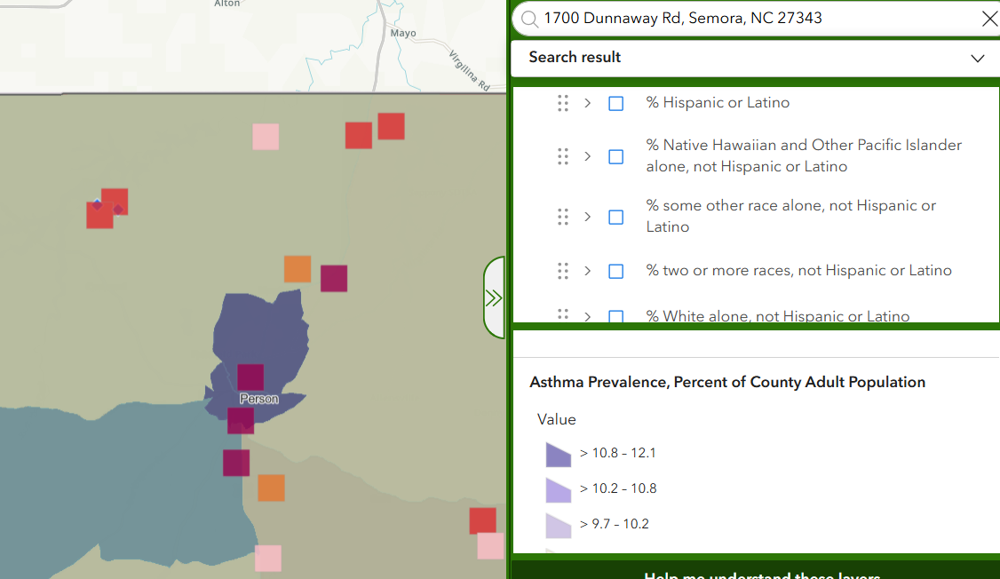 Alton
Mayo
Virgilina Rd
Person
1700 Dunnaway Rd, Semora, NC 27343
Search result
% Hispanic or Latino
% Native Hawaiian and Other Pacific Islander
alone, not Hispanic or Latino
% some other race alone, not Hispanic or
Latino
% two or more races, not Hispanic or Latino
% White alone, not Hispanic or Latino
Asthma Prevalence, Percent of County Adult Population
Value
> 10.8 - 12.1
> 10.2 - 10.8
> 9.7 - 10.2
Help me understand these layers